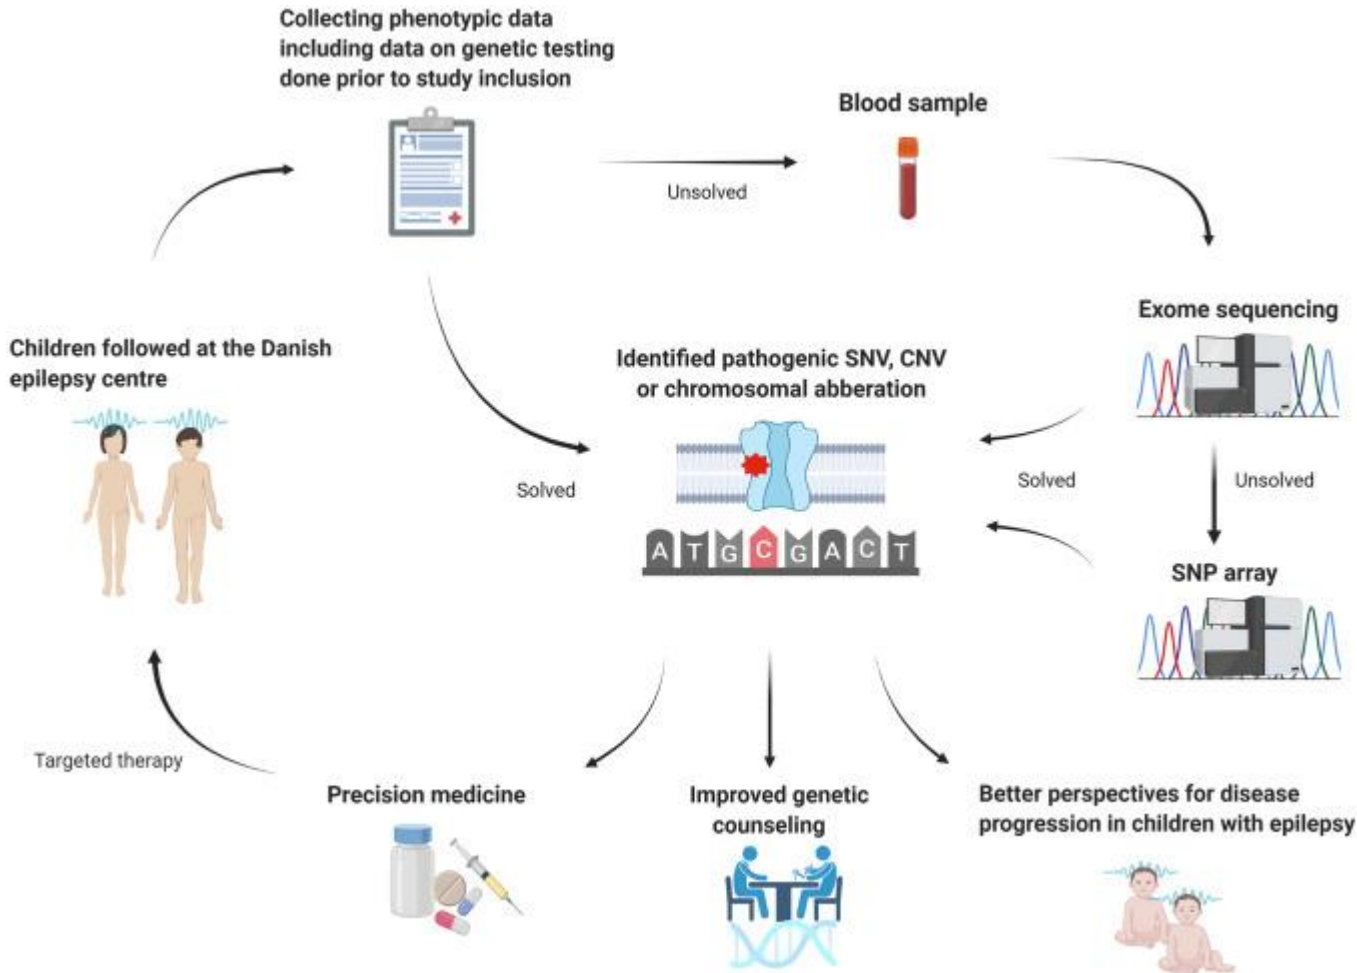 Collecting phenotypic data
including data on genetic testing
done prior to study inclusion
Blood sample
Unsolved
Exome sequencing
Children followed at the Danish
epilepsy centre
Identified pathogenic SNV, CNV
or chromosomal abberation
Solved
Solved
Unsolved
A T G C G A C T
SNP array
Targeted therapy
Precision medicine
Improved genetic
counseling
Better perspectives for disease
progression in children with epilepsy